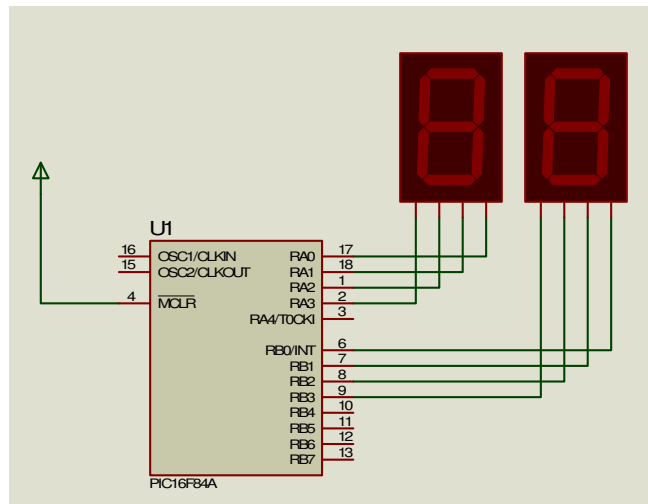 U1
16 OSC1/CLKIN RA0 17
15 OSC2/CLKOUT RA1 18
RA2 1
4 MCLR RA3 2
RA4/T0CKI 3
RB0/INT 6
RB1 7
RB2 8
RB3 9
RB4 10
RB5 11
RB6 12
RB7 13
PIC16F84A